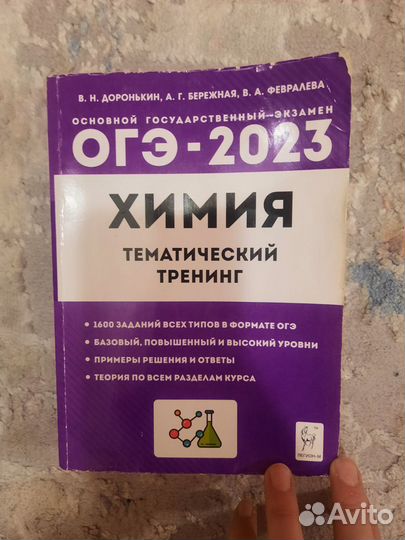 В. Н. ДОРОНЬКИН, А. Г. БЕРЕЖНАЯ, В. А. ФЕВРАЛЕВА
ОСНОВНОЙ ГОСУДАРСТВЕННЫЙ ЭКЗАМЕН
ОГЭ - 2023
ХИМИЯ
ТЕМАТИЧЕСКИЙ
ТРЕНИНГ
• 1600 ЗАДАНИЙ ВСЕХ ТИПОВ В ФОРМАТЕ ОГЭ
• БАЗОВЫЙ, ПОВЫШЕННЫЙ И ВЫСОКИЙ УРОВНИ
• ПРИМЕРЫ РЕШЕНИЯ И ОТВЕТЫ
• ТЕОРИЯ ПО ВСЕМ РАЗДЕЛАМ КУРСА
ЛЕГИОН-М
Avito